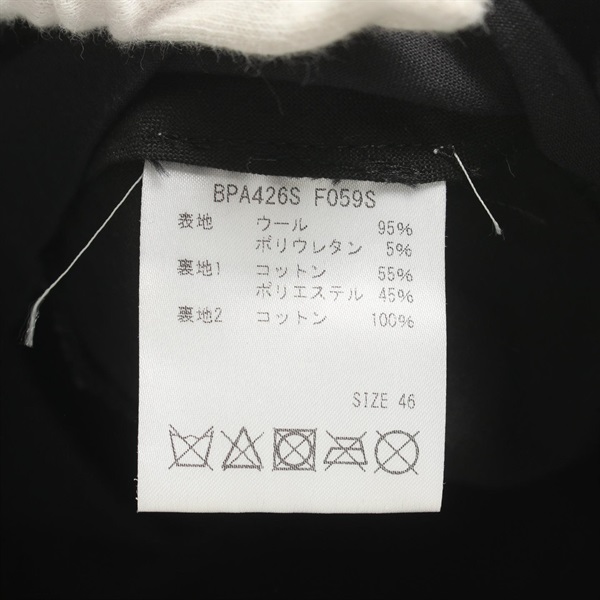 BPA426S F059S
表地 ウール 95%
ポリウレタン 5%
裏地1 コットン 55%
ポリエステル 45%
裏地2 コットン 100%
SIZE 46